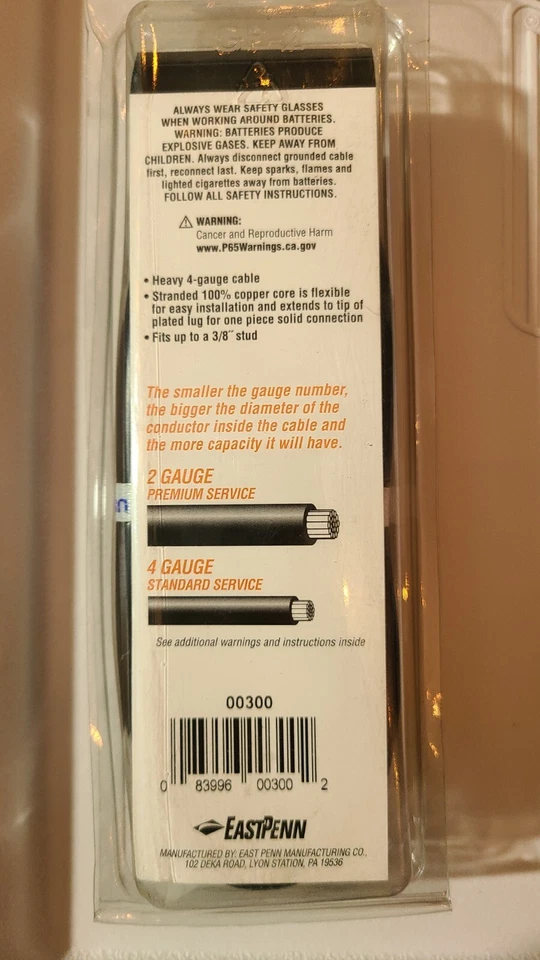 ALWAYS WEAR SAFETY GLASSES
WHEN WORKING AROUND BATTERIES.
WARNING: BATTERIES PRODUCE
EXPLOSIVE GASES. KEEP AWAY FROM
CHILDREN. Always disconnect grounded cable
first, reconnect last. Keep sparks, flames and
lighted cigarettes away from batteries.
FOLLOW ALL SAFETY INSTRUCTIONS.
WARNING:
Cancer and Reproductive Harm
www.P65Warnings.ca.gov
• Heavy 4-gauge cable
• Stranded 100% copper core is flexible
for easy installation and extends to tip of
plated lug for one piece solid connection
• Fits up to a 3/8˝ stud
The smaller the gauge number,
the bigger the diameter of the
conductor inside the cable and
the more capacity it will have.
2 GAUGE
PREMIUM SERVICE
4 GAUGE
STANDARD SERVICE
See additional warnings and instructions inside
00300
0 83996 00300 2
EASTPENN
MANUFACTURED BY: EAST PENN MANUFACTURING CO.,
102 DEKA ROAD, LYON STATION, PA 19536